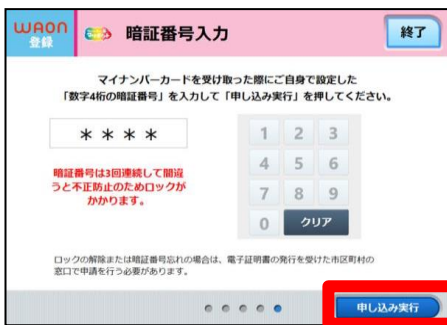 WAON
登録
暗証番号入力
終了
マイナンバーカードを受け取った際にご自身で設定した
「数字4桁の暗証番号」を入力して「申し込み実行」を押してください。
＊＊＊＊
暗証番号は3回連続して間違
うと不正防止のためロックが
かかります。
1 2 3
4 5 6
7 8 9
0 クリア
ロックの解除または暗証番号忘れの場合は、電子証明書の発行を受けた市区町村の
窓口で申請を行う必要があります。
申し込み実行